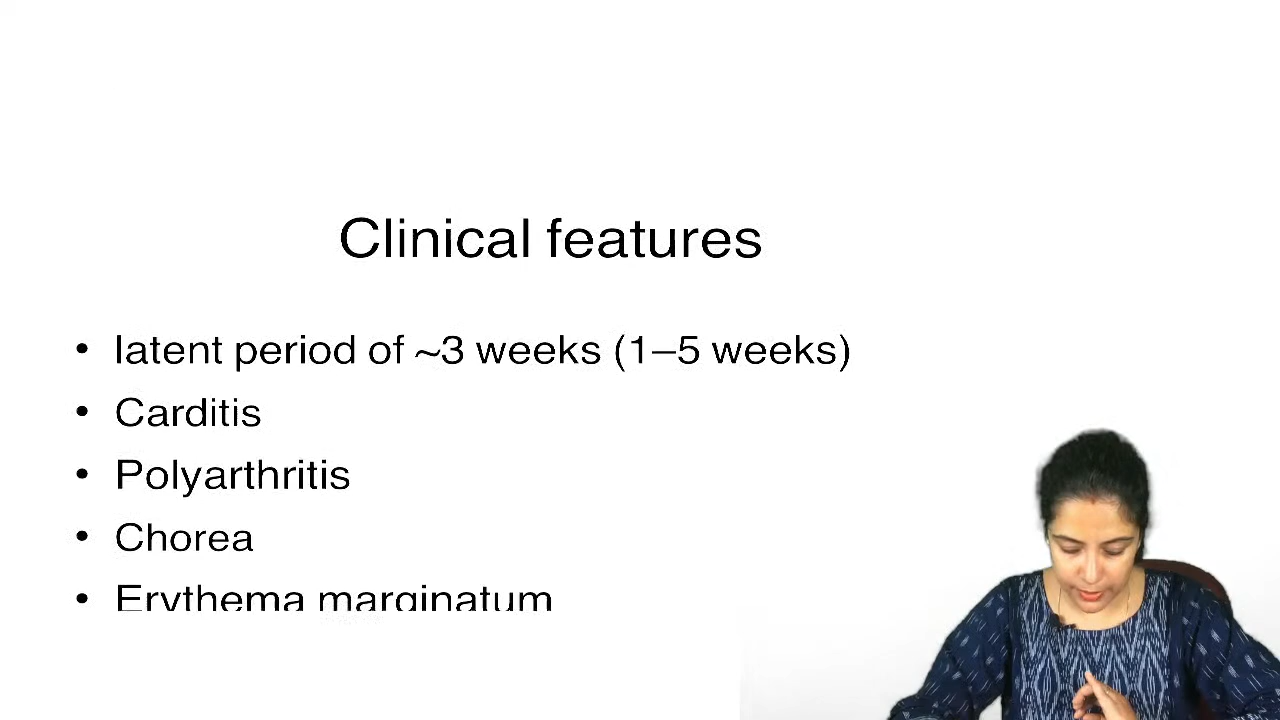 Clinical features
• latent period of ~3 weeks (1–5 weeks)
• Carditis
• Polyarthritis
• Chorea
• Erythema marginatum